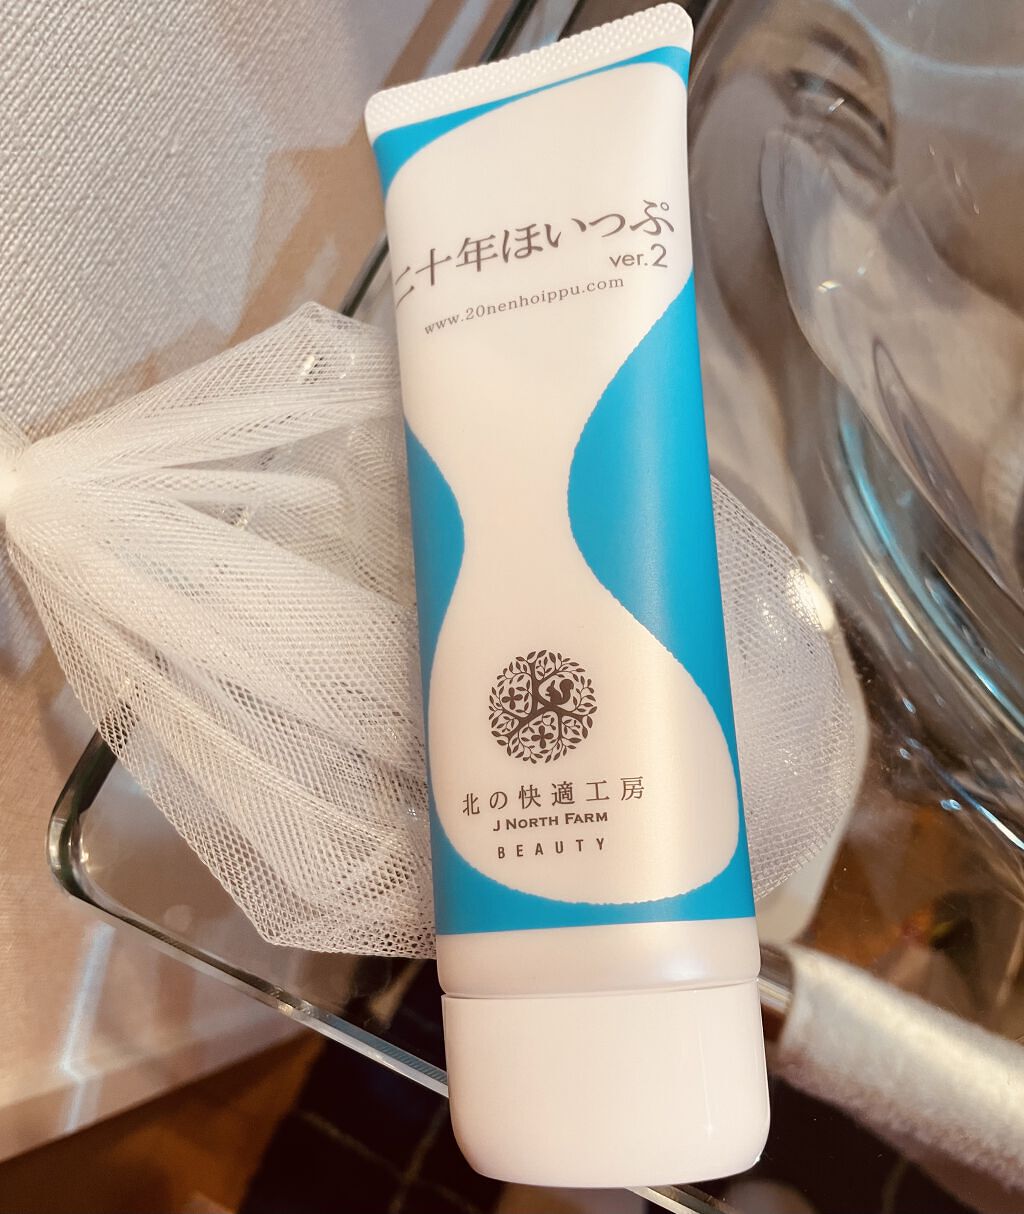 二十年ほいっぷ
ver.2
www.20nenhoippu.com
北の快適工房
J NORTH FARM
BEAUTY